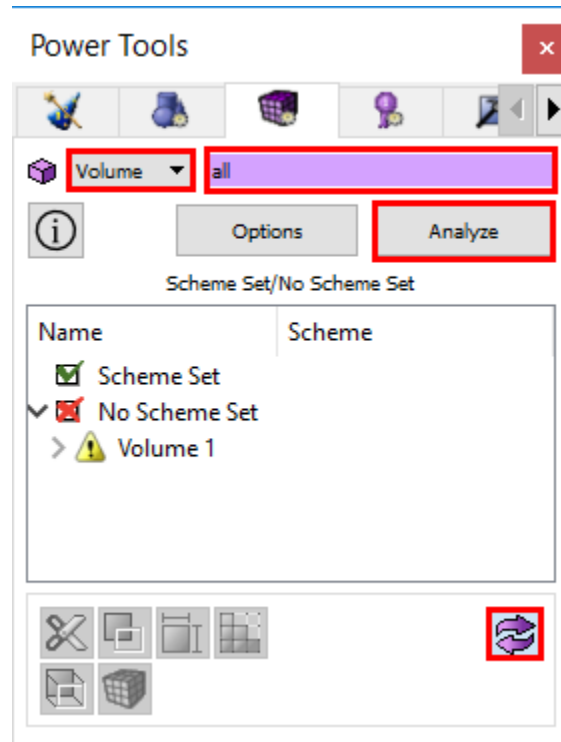 Power Tools
Volume all
Options Analyze
Scheme Set/No Scheme Set
Name Scheme
Scheme Set
No Scheme Set
Volume 1